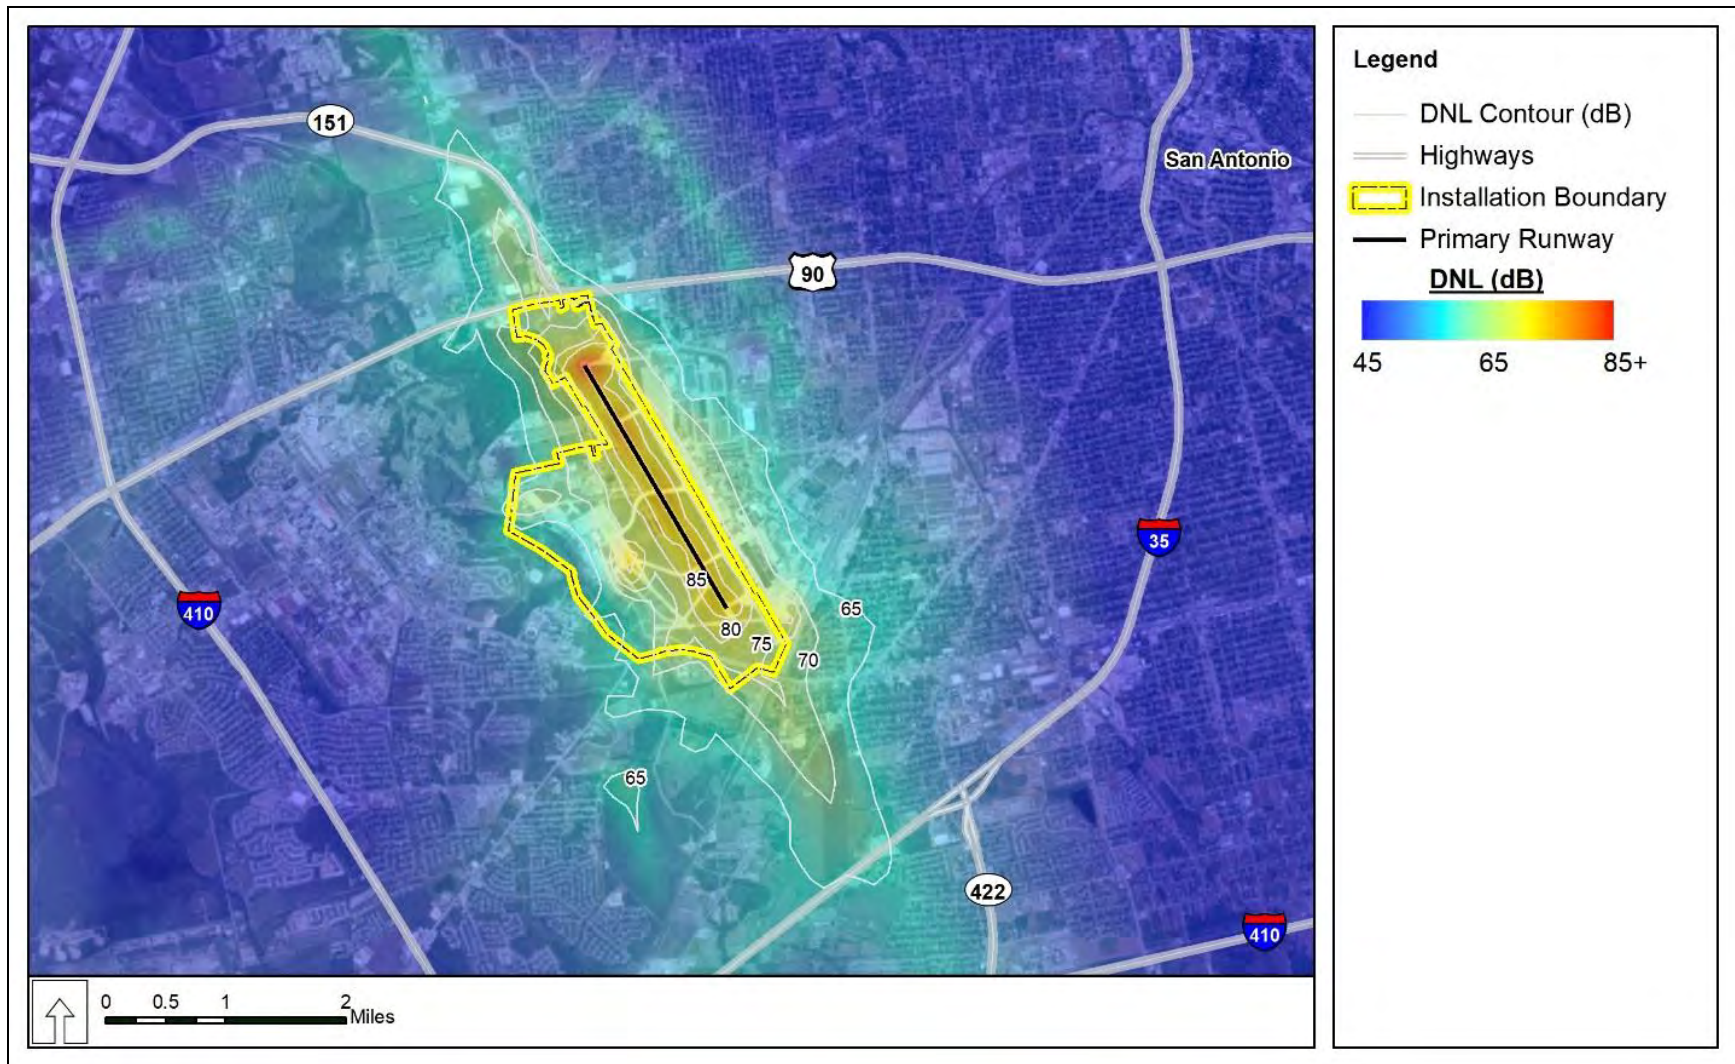 151
San Antonio
90
35
410
85
65
80
75
70
65
422
410
0 0.5 1 2
Miles
Legend
DNL Contour (dB)
Highways
Installation Boundary
Primary Runway
DNL (dB)
45 65 85+